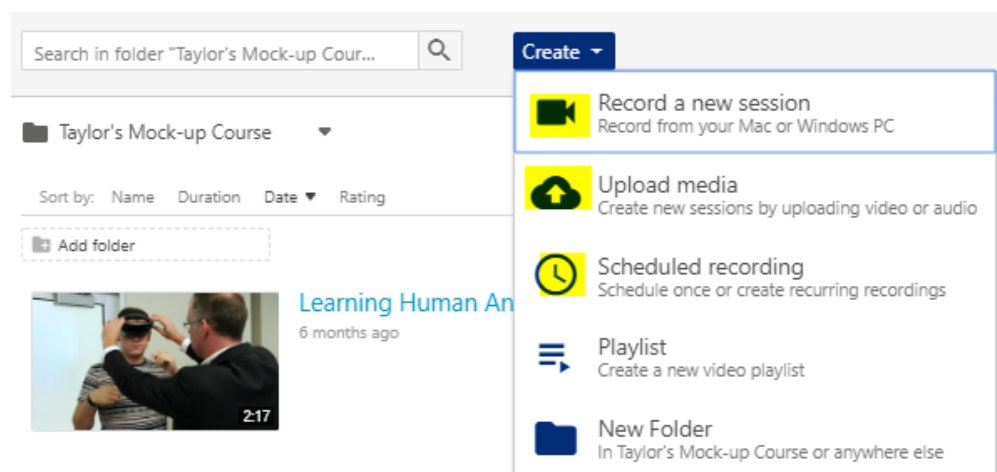 Search in folder "Taylor's Mock-up Cour...
Create
Taylor's Mock-up Course
Sort by: Name Duration Date Rating
Add folder
Learning Human An
6 months ago
2:17
Record a new session
Record from your Mac or Windows PC
Upload media
Create new sessions by uploading video or audio
Scheduled recording
Schedule once or create recurring recordings
Playlist
Create a new video playlist
New Folder
In Taylor's Mock-up Course or anywhere else